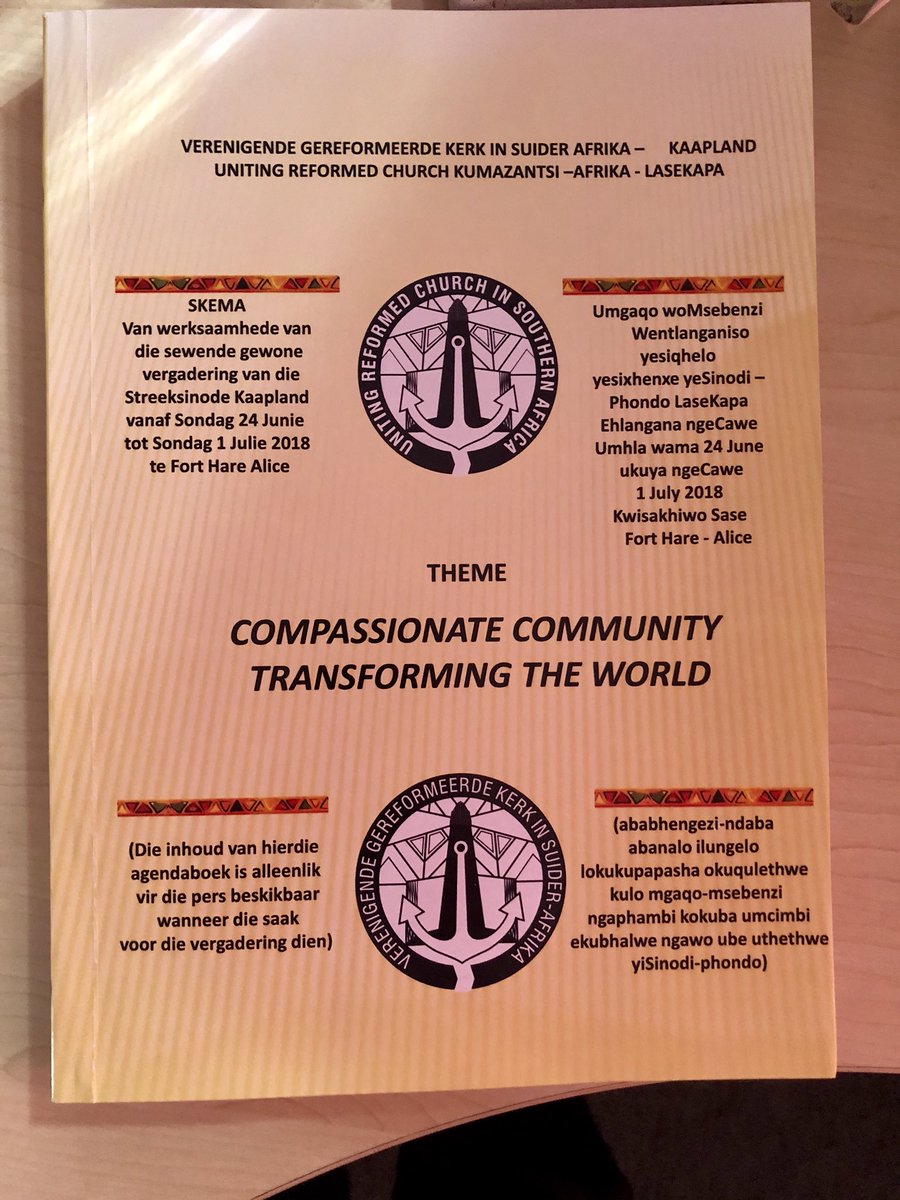 VERENIGENDE GEREFORMEERDE KERK IN SUIDER AFRIKA – KAAPLAND
UNITING REFORMED CHURCH KUMAZANTSI –AFRIKA - LASEKAPA
SKEMA
Van werksaamhede van
die sewende gewone
vergadering van die
Streeksinode Kaapland
vanaf Sondag 24 Junie
tot Sondag 1 Julie 2018
te Fort Hare Alice
UNITING REFORMED CHURCH IN SOUTHERN AFRICA
Umgaqo woMsebenzi
Wentlanganiso
yesiqhelo
yesixhenxe yeSinodi –
Phondo LaseKapa
Ehlangana ngeCawe
Umhla wama 24 June
ukuya ngeCawe
1 July 2018
Kwisakhiwo Sase
Fort Hare - Alice
THEME
COMPASSIONATE COMMUNITY
TRANSFORMING THE WORLD
(Die inhoud van hierdie
agendaboek is alleenlik
vir die pers beskikbaar
wanneer die saak
voor die vergadering dien)
VERENIGENDE GEREFORMEERDE KERK IN SUIDER-AFRIKA
(ababhengezi-ndaba
abanalo ilungelo
lokukupapasha okuqulethwe
kulo mgaqo-msebenzi
ngaphambi kokuba umcimbi
ekubhalwe ngawo ube uthethwe
yiSinodi-phondo)